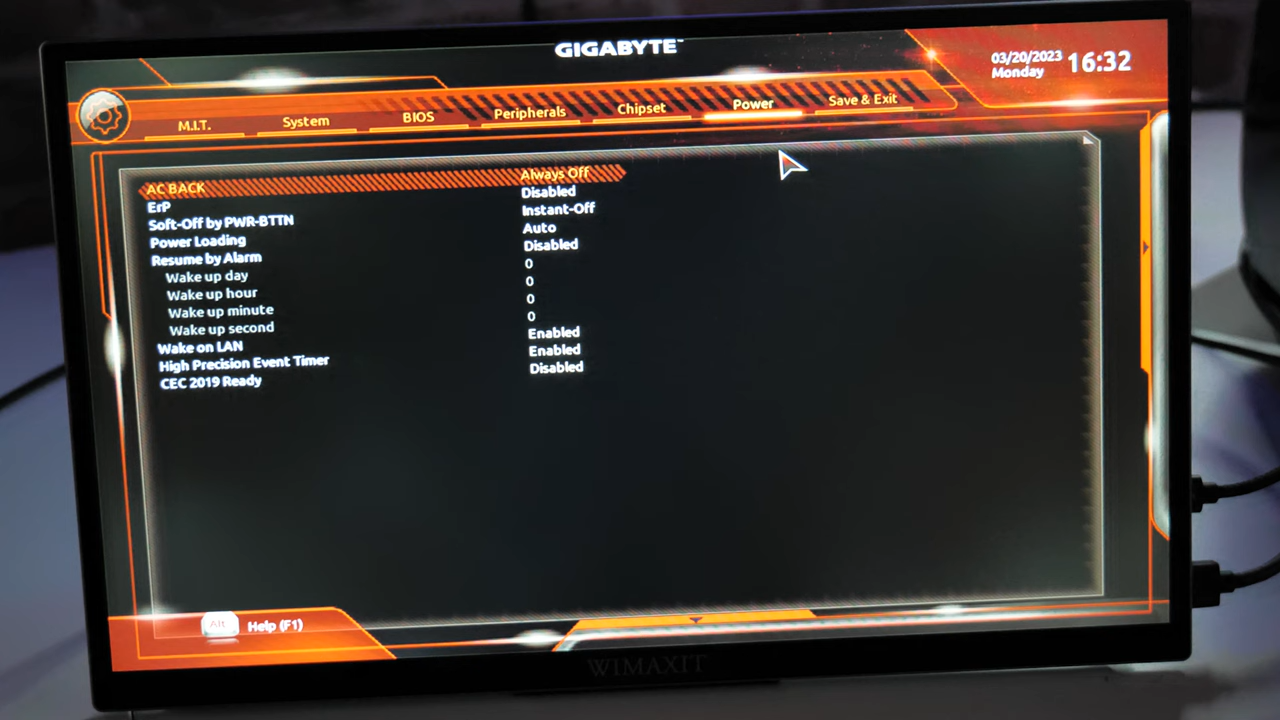 GIGABYTE™
03/20/2023
Monday
16:32
M.I.T. System BIOS Peripherals Chipset Power Save & Exit
AC BACK Always Off
ErP Disabled
Soft-Off by PWR-BTTN Instant-Off
Power Loading Auto
Resume by Alarm Disabled
Wake up day 0
Wake up hour 0
Wake up minute 0
Wake up second 0
Wake on LAN Enabled
High Precision Event Timer Enabled
CEC 2019 Ready Disabled
Alt Help (F1)
WIMAXIT